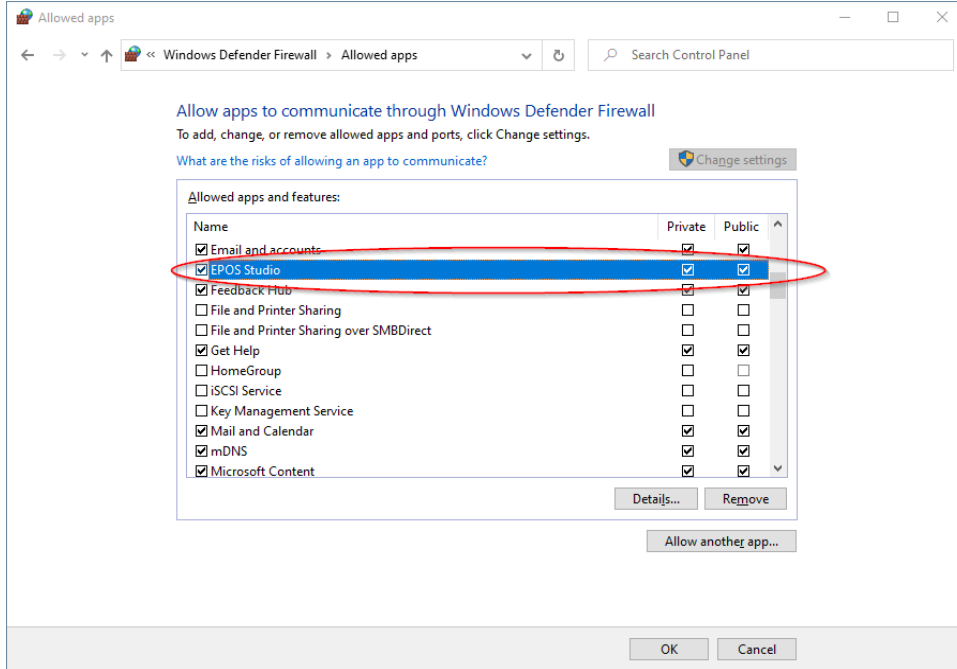 Allowed apps
« Windows Defender Firewall > Allowed apps
Search Control Panel
Allow apps to communicate through Windows Defender Firewall
To add, change, or remove allowed apps and ports, click Change settings.
What are the risks of allowing an app to communicate?
Change settings
Allowed apps and features:
Name Private Public
Email and accounts
EPOS Studio
Feedback Hub
File and Printer Sharing
File and Printer Sharing over SMBDirect
Get Help
HomeGroup
iSCSI Service
Key Management Service
Mail and Calendar
mDNS
Microsoft Content
Details... Remove
Allow another app...
OK Cancel